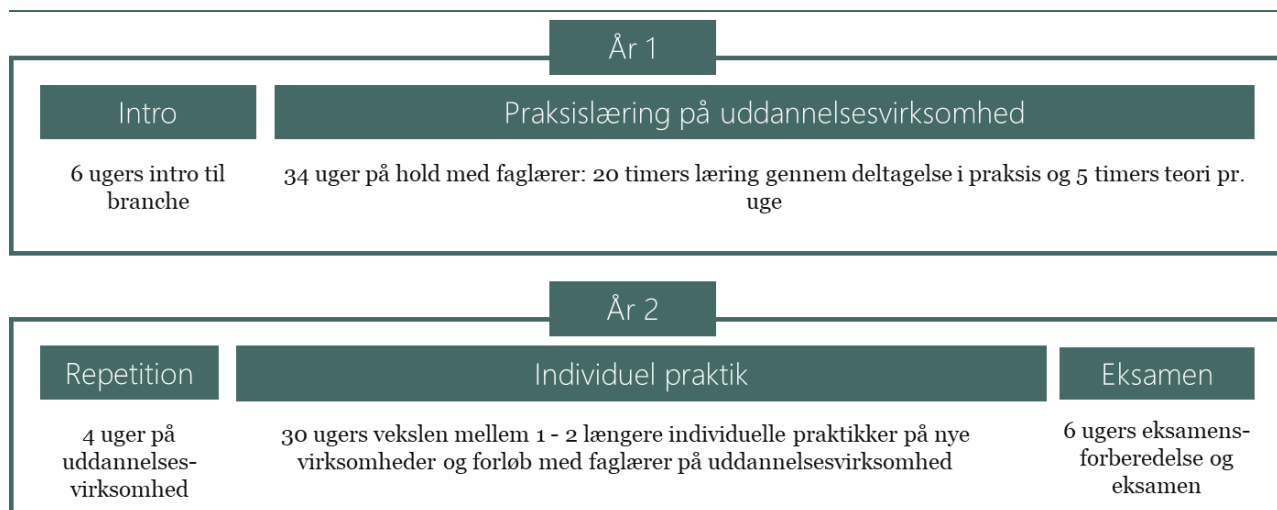 År 1
Intro
Praksislæring på uddannelsesvirksomhed
6 ugers intro til
branche
34 uger på hold med faglærer: 20 timers læring gennem deltagelse i praksis og 5 timers teori pr.
uge
År 2
Repetition
Individuel praktik
Eksamen
4 uger på
uddannelses-
virksomhed
30 ugers vekslen mellem 1 - 2 længere individuelle praktikker på nye
virksomheder og forløb med faglærer på uddannelsesvirksomhed
6 ugers eksamens-
forberedelse og
eksamen